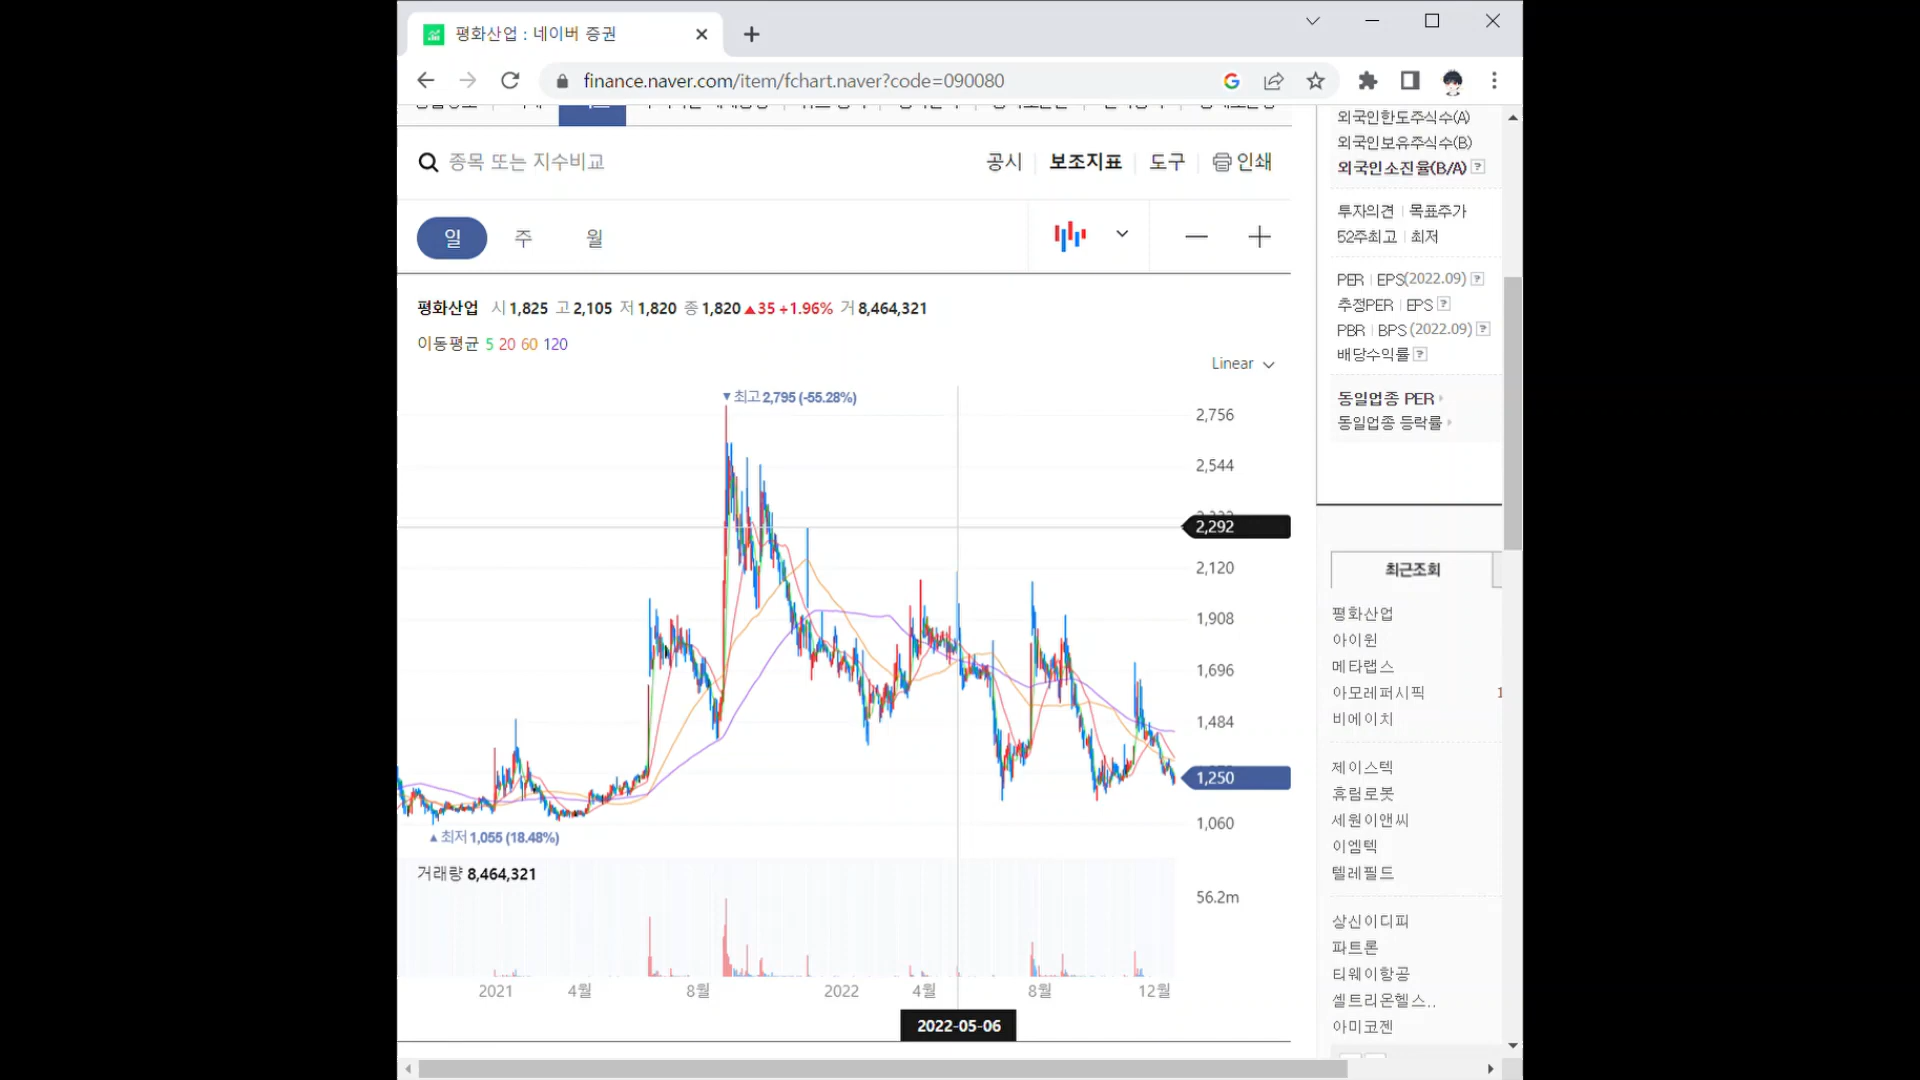 평화산업 : 네이버 증권
finance.naver.com/item/fchart.naver?code=090080
종목 또는 지수비교
공시 보조지표 도구 인쇄
일 주 월
평화산업 시 1,825 고 2,105 저 1,820 종 1,820 ▲35 +1.96% 거 8,464,321
이동평균 5 20 60 120
Linear
▼최고 2,795 (-55.28%)
2,756
2,544
2,292
2,120
1,908
1,696
1,484
1,250
1,060
▲최저 1,055 (18.48%)
거래량 8,464,321
56.2m
2021 4월 8월 2022 4월 8월 12월
2022-05-06
외국인한도주식수(A)
외국인보유주식수(B)
외국인소진율(B/A) ?
투자의견 | 목표주가
52주최고 | 최저
PER | EPS(2022.09) ?
추정PER | EPS ?
PBR | BPS (2022.09) ?
배당수익률 ?
동일업종 PER
동일업종 등락률
최근조회
평화산업
아이윈
메타랩스
아모레퍼시픽 1
비에이치
제이스텍
휴림로봇
세원이앤씨
이엠텍
텔레필드
상신이디피
파트론
티웨이항공
셀트리온헬스..
아미코젠